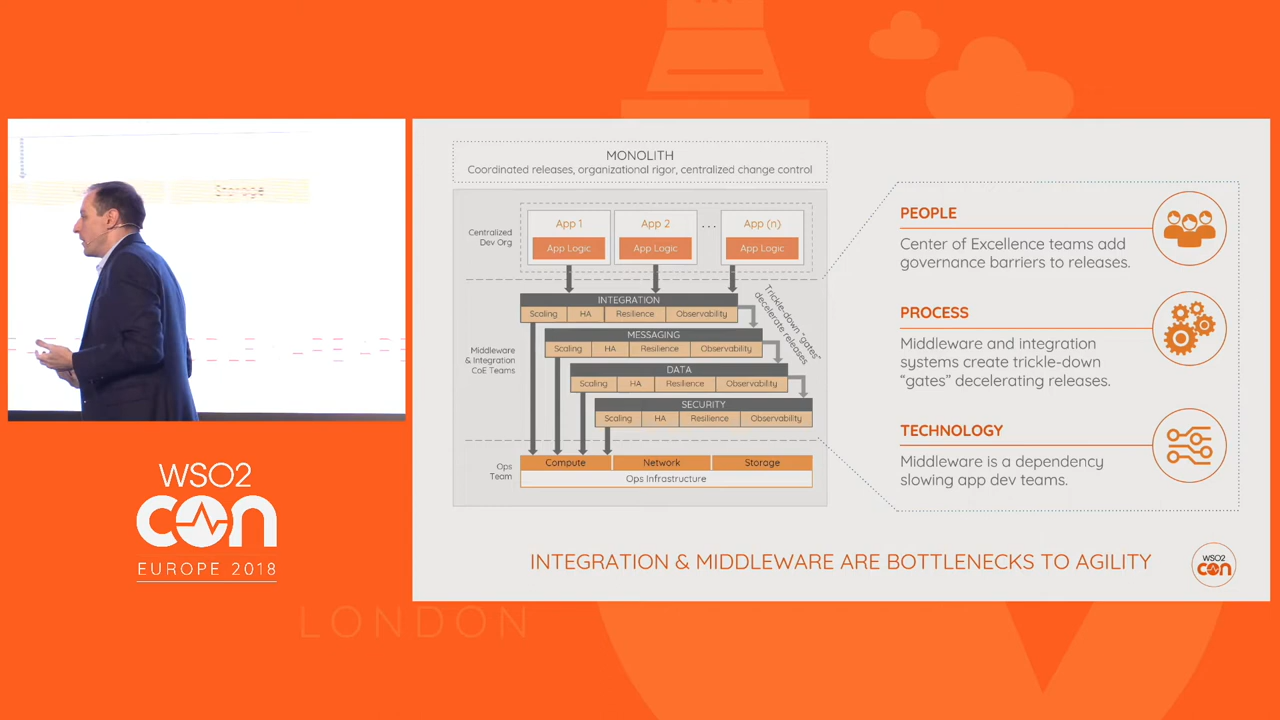 Storage
WSO2
CON
EUROPE 2018
LONDON
MONOLITH
Coordinated releases, organizational rigor, centralized change control
Centralized
Dev Org
App 1
App Logic
App 2
App Logic
...
App (n)
App Logic
Middleware
& Integration
CoE Teams
INTEGRATION
Scaling HA Resilience Observability
MESSAGING
Scaling HA Resilience Observability
DATA
Scaling HA Resilience Observability
SECURITY
Scaling HA Resilience Observability
Trickle-down "gates"
decelerate releases
Ops
Team
Compute Network Storage
Ops Infrastructure
PEOPLE
Center of Excellence teams add
governance barriers to releases.
PROCESS
Middleware and integration
systems create trickle-down
“gates” decelerating releases.
TECHNOLOGY
Middleware is a dependency
slowing app dev teams.
INTEGRATION & MIDDLEWARE ARE BOTTLENECKS TO AGILITY
WSO2
CON